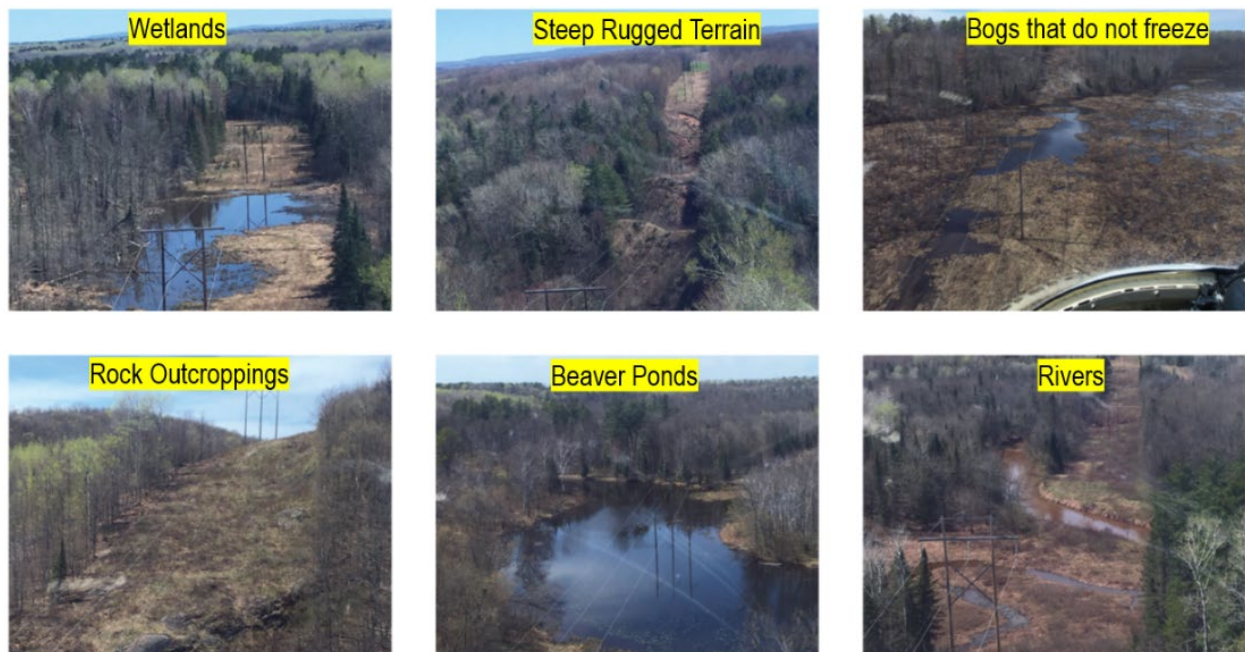 Wetlands
Steep Rugged Terrain
Bogs that do not freeze
Rock Outcroppings
Beaver Ponds
Rivers